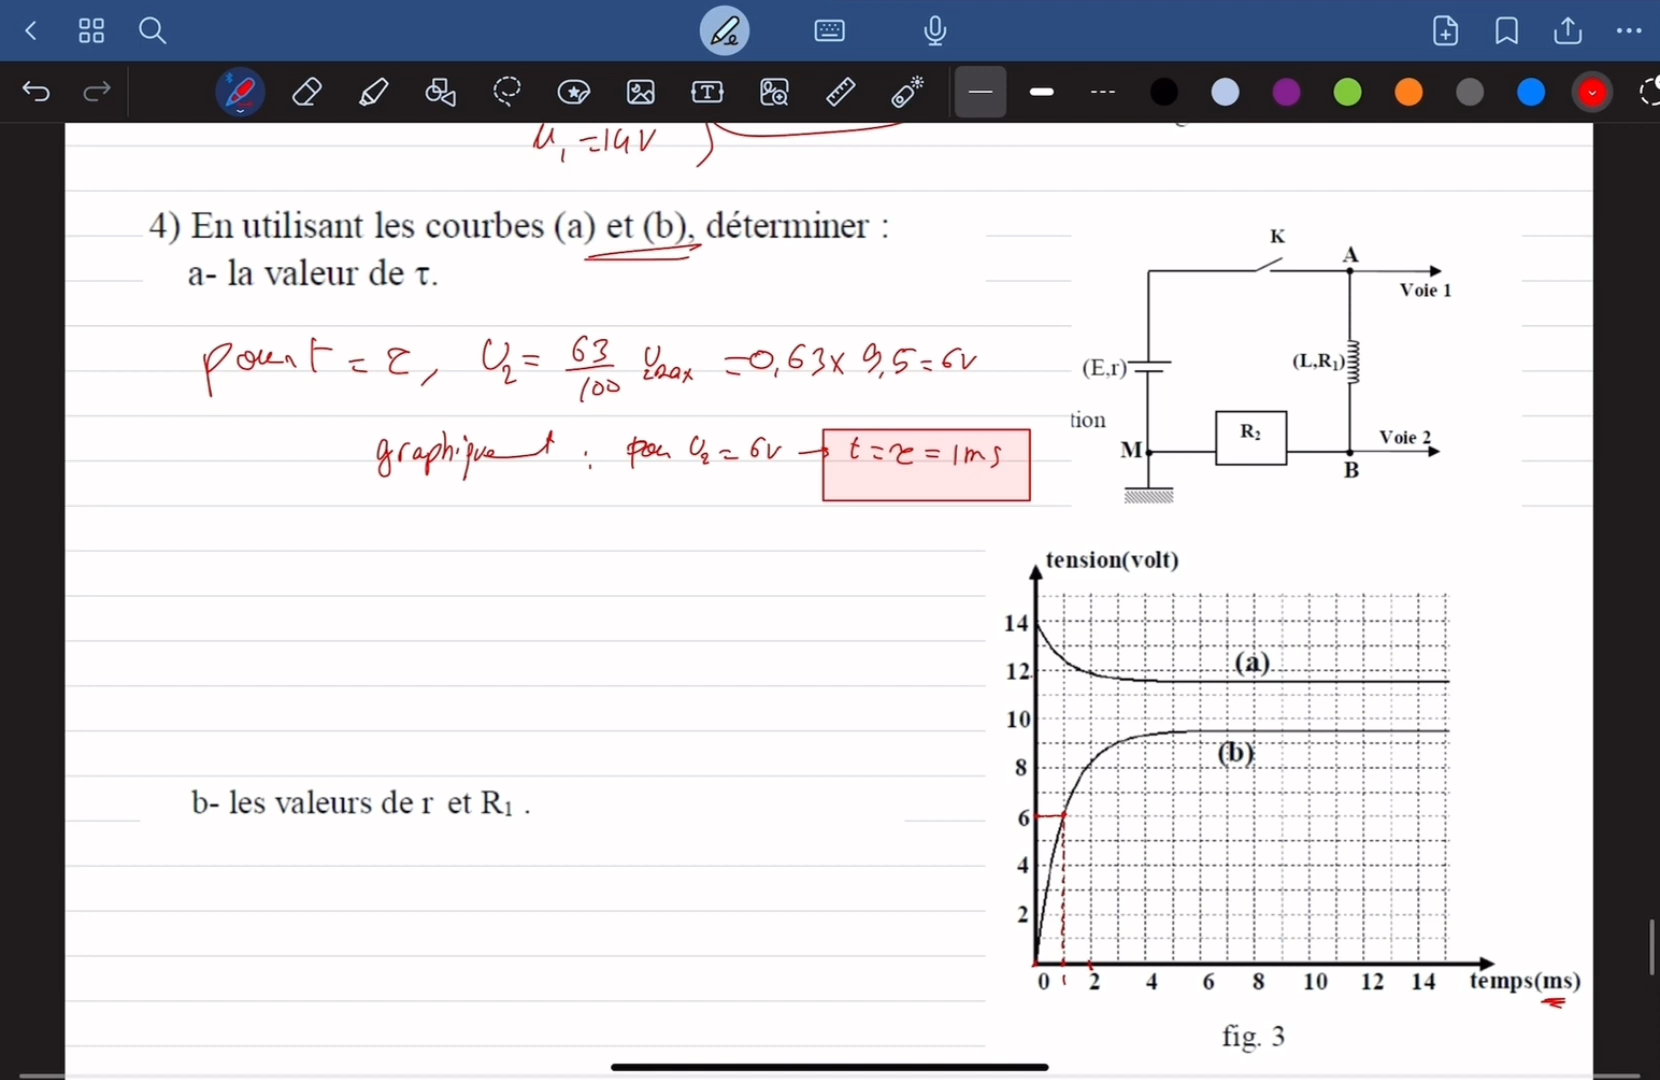 u₁ = 14V
4) En utilisant les courbes (a) et (b), déterminer :
a- la valeur de τ.
pour t = τ, U₂ = 63/100 U₂max = 0,63 x 9,5 = 6V
graphiquement : pour U₂ = 6V → t = τ = 1ms
K
A
Voie 1
(E,r)
(L,R₁)
tion
R₂
Voie 2
M
B
tension(volt)
14
(a)
12
10
(b)
8
b- les valeurs de r et R₁ .
6
4
2
0 1 2 4 6 8 10 12 14 temps(ms)
fig. 3